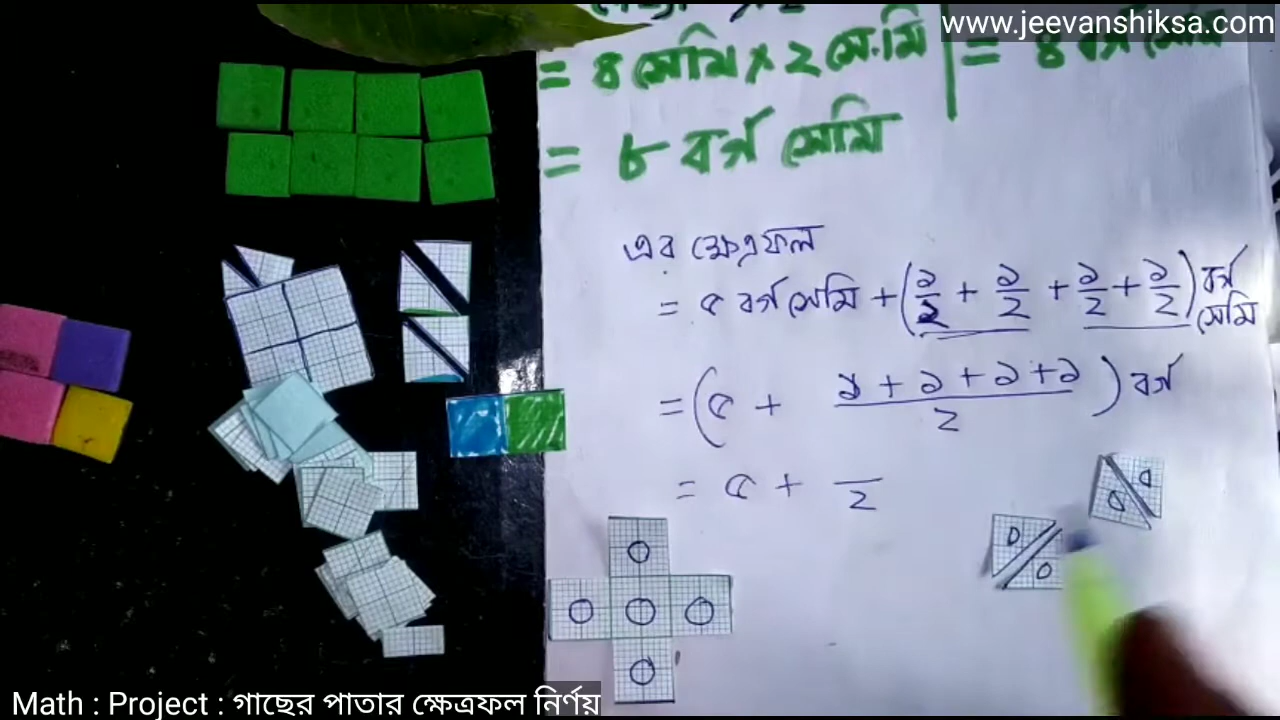 www.jeevanshiksa.com
= ৪ সেমি × ২ সে.মি
= ৮ বর্গ সেমি
এর ক্ষেত্রফল
= ৫ বর্গ সেমি + (১/২ + ১/২ + ১/২ + ১/২) বর্গ সেমি
= (৫ + ১ + ১ + ১ + ১ / ২) বর্গ
= ৫ + — / ২
Math : Project : গাছের পাতার ক্ষেত্রফল নির্ণয়